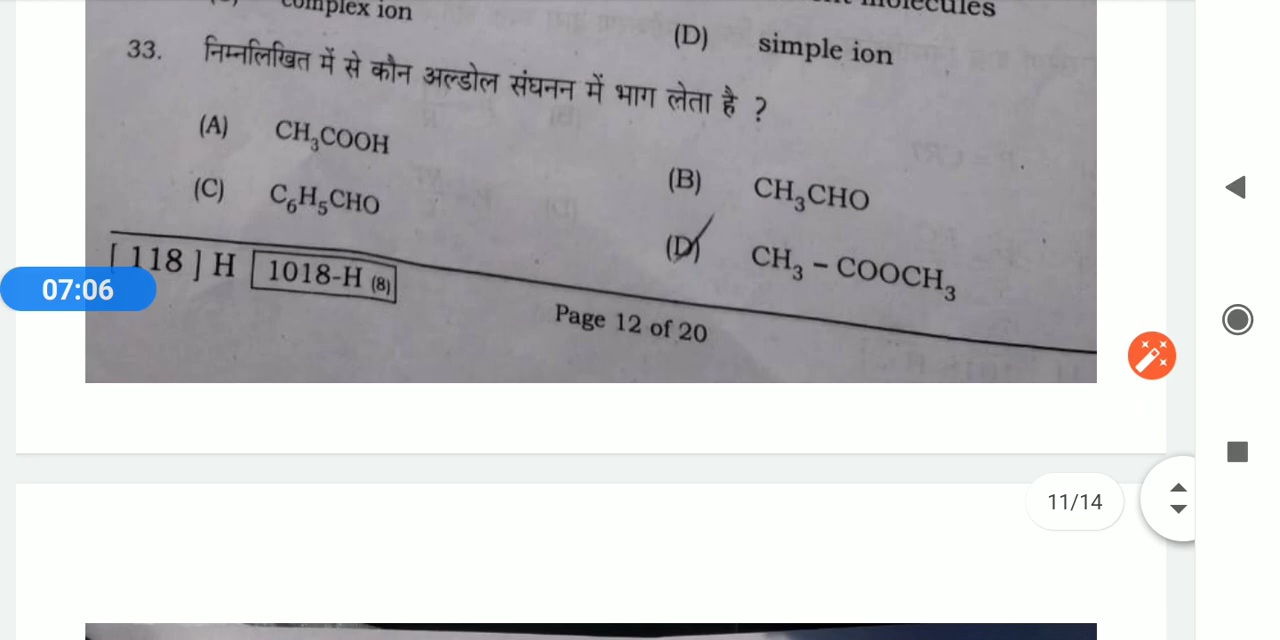 complex ion
(D) simple ion
33. निम्नलिखित में से कौन अल्डोल संघनन में भाग लेता है ?
(A) CH₃COOH
(B) CH₃CHO
(C) C₆H₅CHO
(D) CH₃ – COOCH₃
[ 118 ] H 1018-H (8)
07:06
Page 12 of 20
11/14